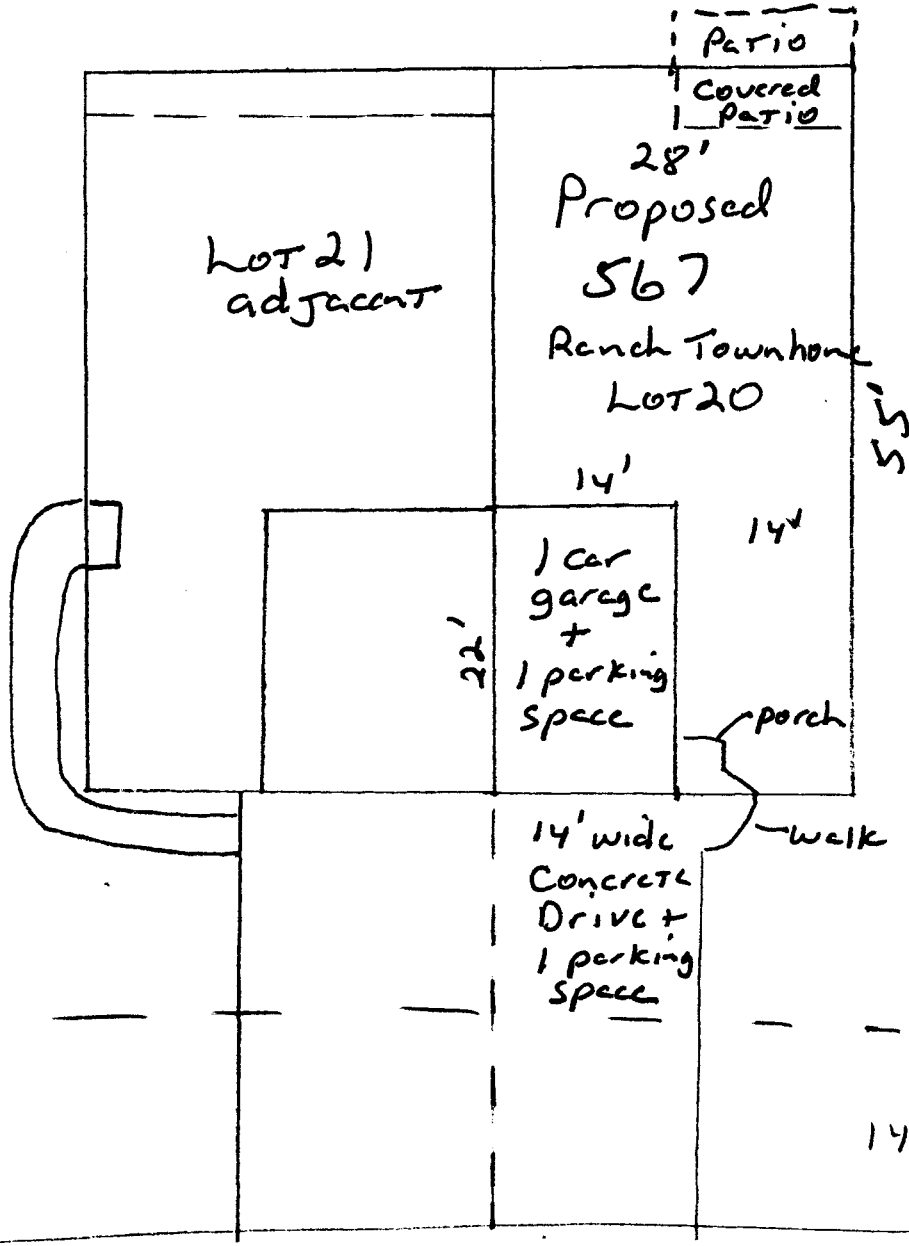 Patio
Covered
Patio
28'
Proposed
567
Ranch Townhome
Lot 20
Lot 21
adjacent
55'
14'
14'
1 car
garage
+
1 parking
space
22'
porch
walk
14' wide
Concrete
Drive +
1 parking
space
14